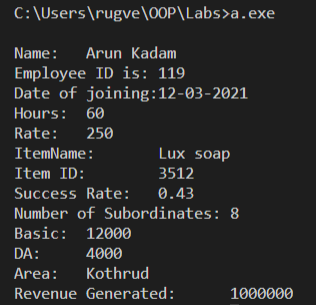 C:\Users\rugve\OOP\Labs>a.exe
Name: Arun Kadam
Employee ID is: 119
Date of joining:12-03-2021
Hours: 60
Rate: 250
ItemName: Lux soap
Item ID: 3512
Success Rate: 0.43
Number of Subordinates: 8
Basic: 12000
DA: 4000
Area: Kothrud
Revenue Generated: 1000000